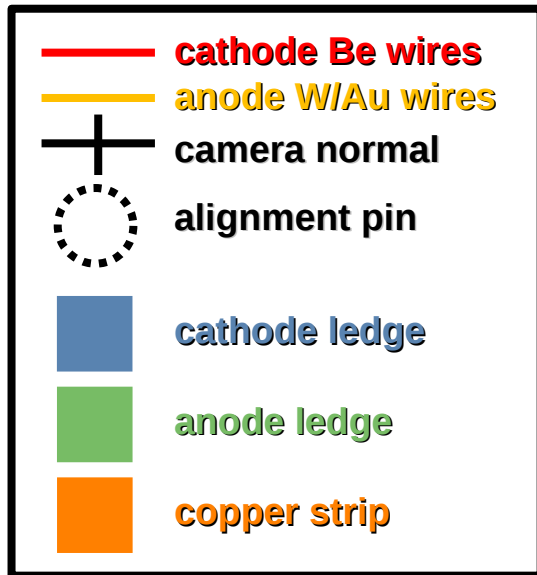 cathode Be wires
anode W/Au wires
camera normal
alignment pin
cathode ledge
anode ledge
copper strip